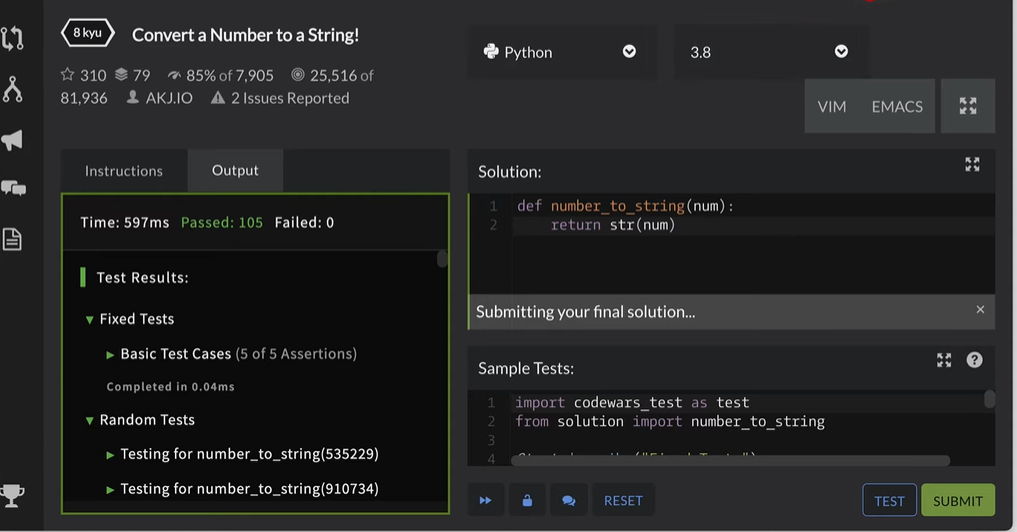 8 kyu
Convert a Number to a String!
310 79 85% of 7,905 25,516 of
81,936 AKJ.IO 2 Issues Reported
Python
3.8
VIM EMACS
Instructions
Output
Time: 597ms Passed: 105 Failed: 0
Test Results:
Fixed Tests
Basic Test Cases (5 of 5 Assertions)
Completed in 0.04ms
Random Tests
Testing for number_to_string(535229)
Testing for number_to_string(910734)
Solution:
1 def number_to_string(num):
2 return str(num)
Submitting your final solution...
Sample Tests:
1 import codewars_test as test
2 from solution import number_to_string
3
4
RESET
TEST
SUBMIT